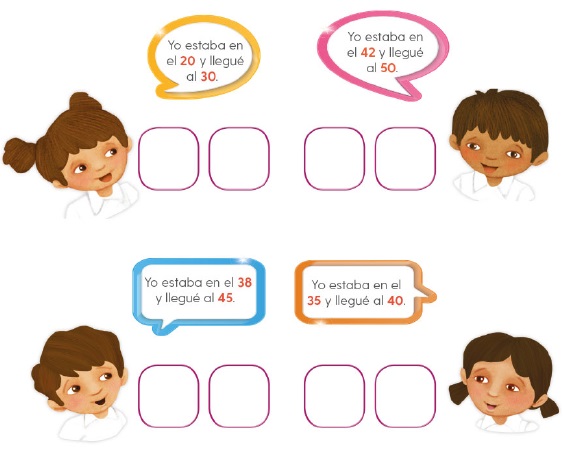 Yo estaba en
el 20 y llegué
al 30.
Yo estaba en
el 42 y llegué
al 50.
Yo estaba en el 38
y llegué al 45.
Yo estaba en el
35 y llegué al 40.